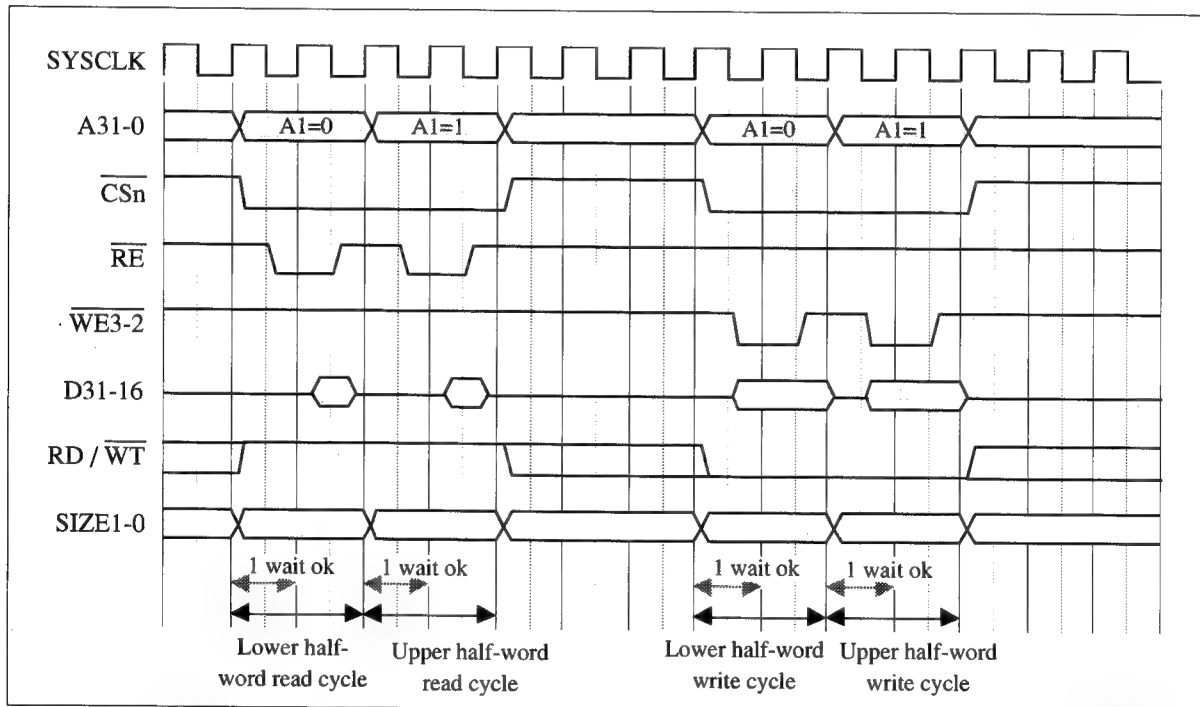 SYSCLK
A31-0 A1=0 A1=1 A1=0 A1=1
CSn
RE
WE3-2
D31-16
RD / WT
SIZE1-0
1 wait ok 1 wait ok 1 wait ok 1 wait ok
Lower half-
word read cycle
Upper half-word
read cycle
Lower half-word
write cycle
Upper half-word
write cycle